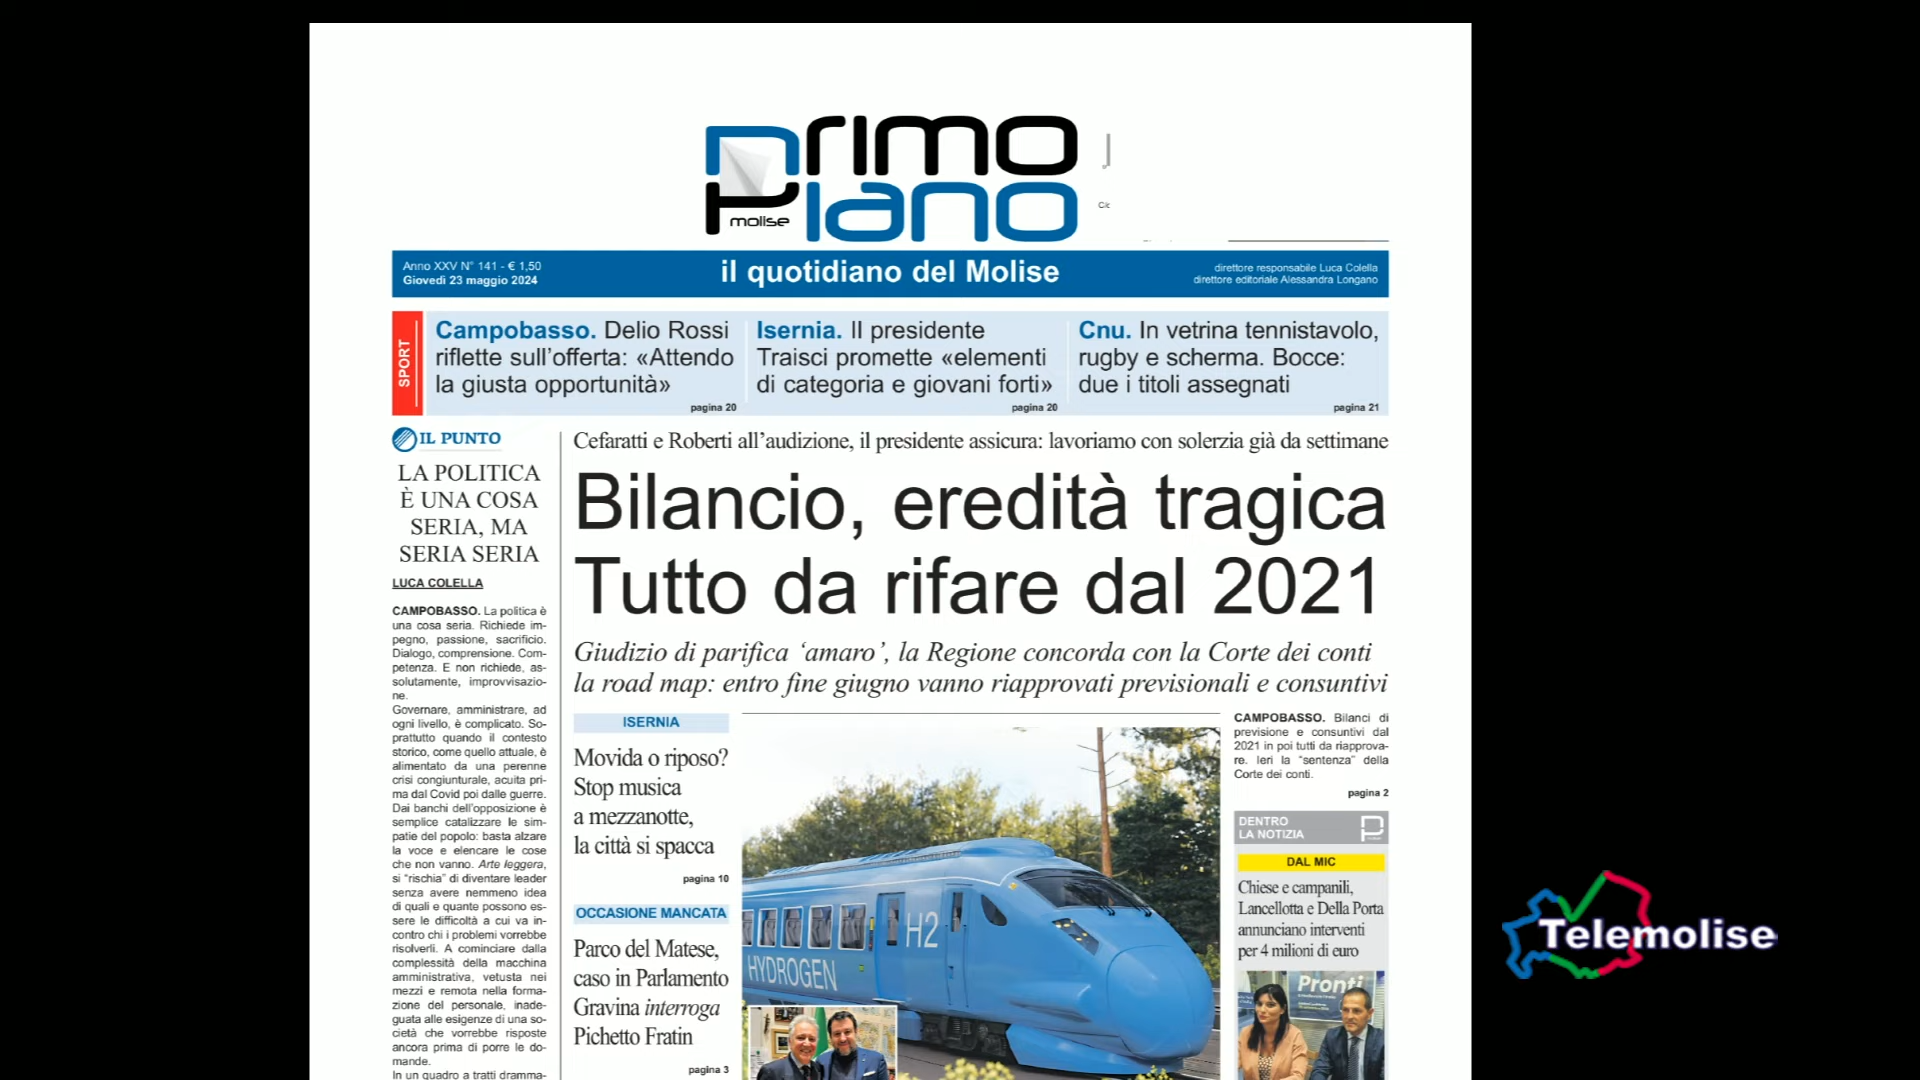 primo
piano
molise
Anno XXV N° 141 - € 1,50
Giovedì 23 maggio 2024
il quotidiano del Molise
direttore responsabile Luca Colella
direttore editoriale Alessandra Longano
SPORT
Campobasso. Delio Rossi
riflette sull'offerta: «Attendo
la giusta opportunità»
pagina 20
Isernia. Il presidente
Traisci promette «elementi
di categoria e giovani forti»
pagina 20
Cnu. In vetrina tennistavolo,
rugby e scherma. Bocce:
due i titoli assegnati
pagina 21
IL PUNTO
LA POLITICA
È UNA COSA
SERIA, MA
SERIA SERIA
LUCA COLELLA
CAMPOBASSO. La politica è
una cosa seria. Richiede im-
pegno, passione, sacrificio.
Dialogo, comprensione. Com-
petenza. E non richiede, as-
solutamente, improvvisazio-
ne.
Governare, amministrare, ad
ogni livello, è complicato. So-
prattutto quando il contesto
storico, come quello attuale, è
alimentato da una perenne
crisi congiunturale, acuita pri-
ma dal Covid poi dalle guerre.
Dai banchi dell'opposizione è
semplice catalizzare le sim-
patie del popolo: basta alzare
la voce e elencare le cose
che non vanno. Arte leggera,
si "rischia" di diventare leader
senza avere nemmeno idea
di quali e quante possono es-
sere le difficoltà a cui va in-
contro chi i problemi vorrebbe
risolverli. A cominciare dalla
complessità della macchina
amministrativa, vetusta nei
mezzi e remota nella forma-
zione del personale, inade-
guata alle esigenze di una so-
cietà che vorrebbe risposte
ancora prima di porre le do-
mande.
In un quadro a tratti dramma-
Cefaratti e Roberti all'audizione, il presidente assicura: lavoriamo con solerzia già da settimane
Bilancio, eredità tragica
Tutto da rifare dal 2021
Giudizio di parifica 'amaro', la Regione concorda con la Corte dei conti
la road map: entro fine giugno vanno riapprovati previsionali e consuntivi
ISERNIA
Movida o riposo?
Stop musica
a mezzanotte,
la città si spacca
pagina 10
OCCASIONE MANCATA
Parco del Matese,
caso in Parlamento
Gravina interroga
Pichetto Fratin
pagina 3
H2
HYDROGEN
CAMPOBASSO. Bilanci di
previsione e consuntivi dal
2021 in poi tutti da riapprova-
re. Ieri la "sentenza" della
Corte dei conti.
pagina 2
DENTRO
LA NOTIZIA
DAL MIC
Chiese e campanili,
Lancellotta e Della Porta
annunciano interventi
per 4 milioni di euro
Pronti
Telemolise